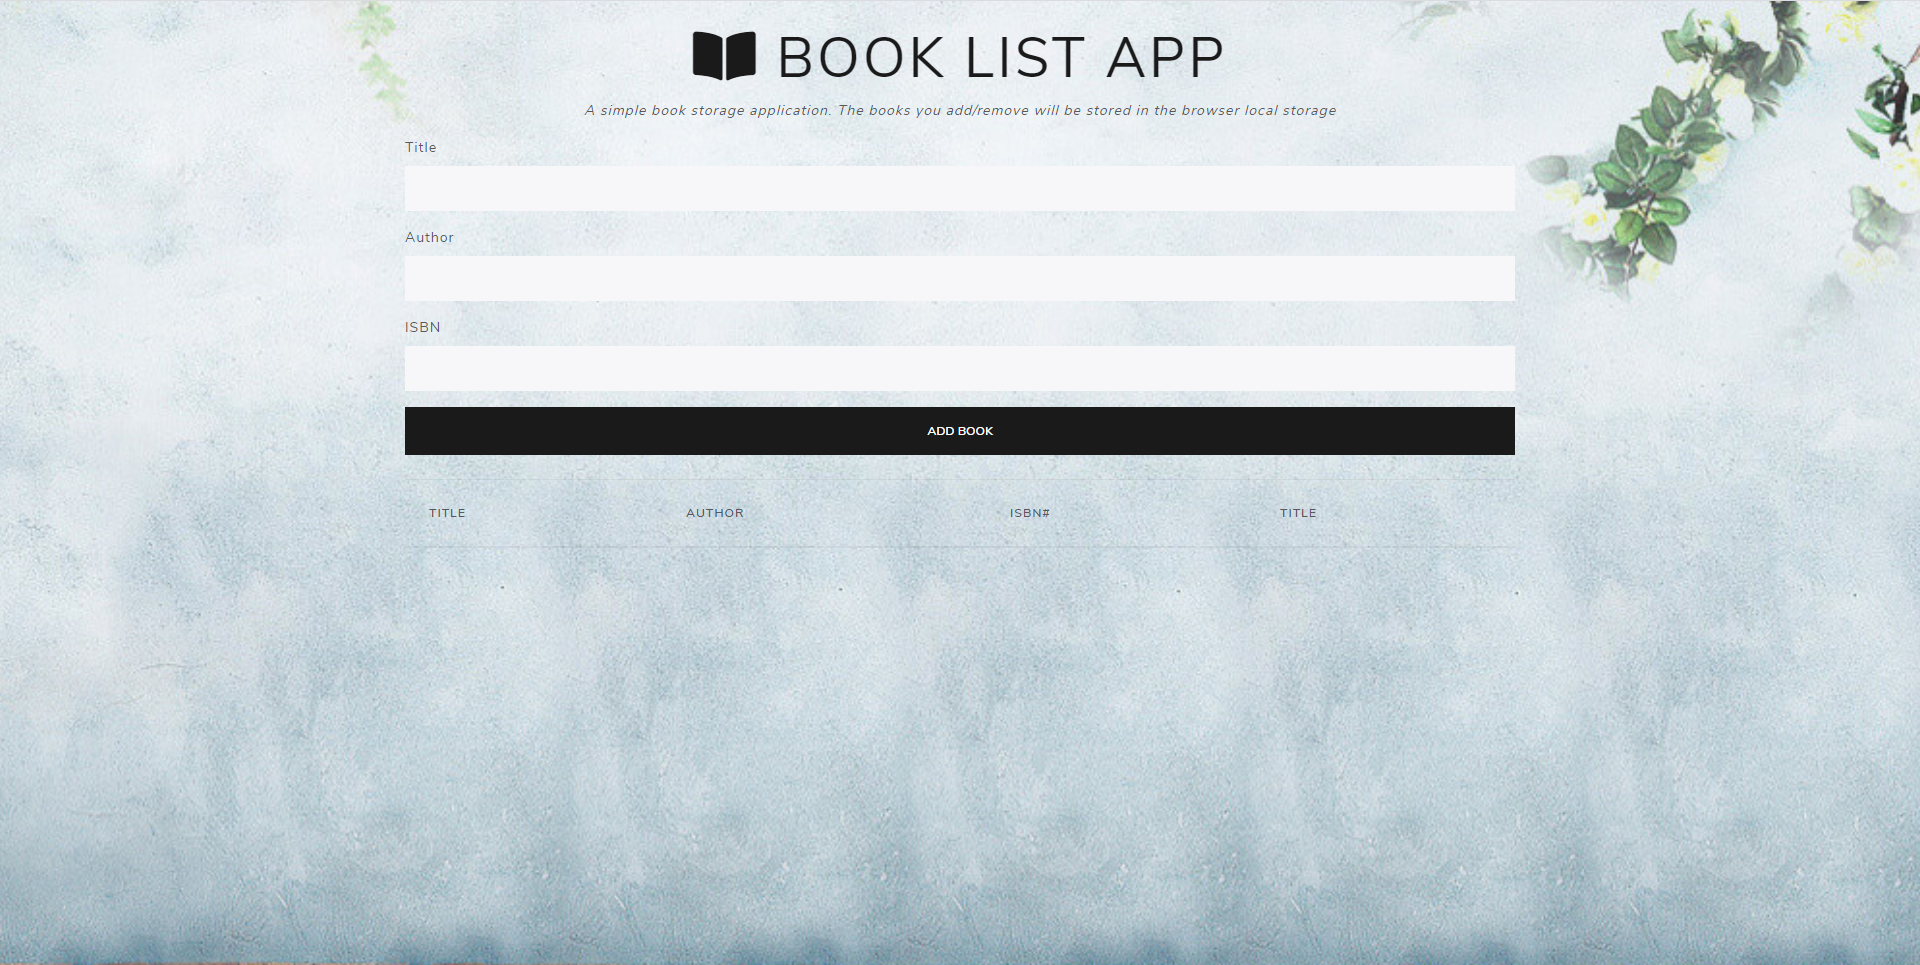 BOOK LIST APP
A simple book storage application. The books you add/remove will be stored in the browser local storage
Title
Author
ISBN
ADD BOOK
TITLE AUTHOR ISBN# TITLE